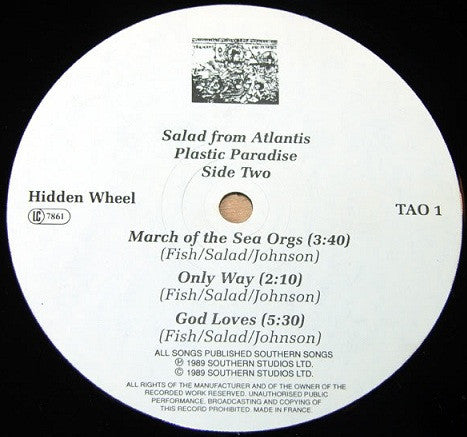 Salad from Atlantis
Plastic Paradise
Side Two
Hidden Wheel
LC 7861
TAO 1
March of the Sea Orgs (3:40)
(Fish/Salad/Johnson)
Only Way (2:10)
(Fish/Salad/Johnson)
God Loves (5:30)
(Fish/Salad/Johnson)
ALL SONGS PUBLISHED SOUTHERN SONGS
℗ 1989 SOUTHERN STUDIOS LTD.
© 1989 SOUTHERN STUDIOS LTD.
ALL RIGHTS OF THE MANUFACTURER AND OF THE OWNER OF THE
RECORDED WORK RESERVED. UNAUTHORISED PUBLIC
PERFORMANCE. BROADCASTING AND COPYING OF
THIS RECORD PROHIBITED. MADE IN FRANCE.